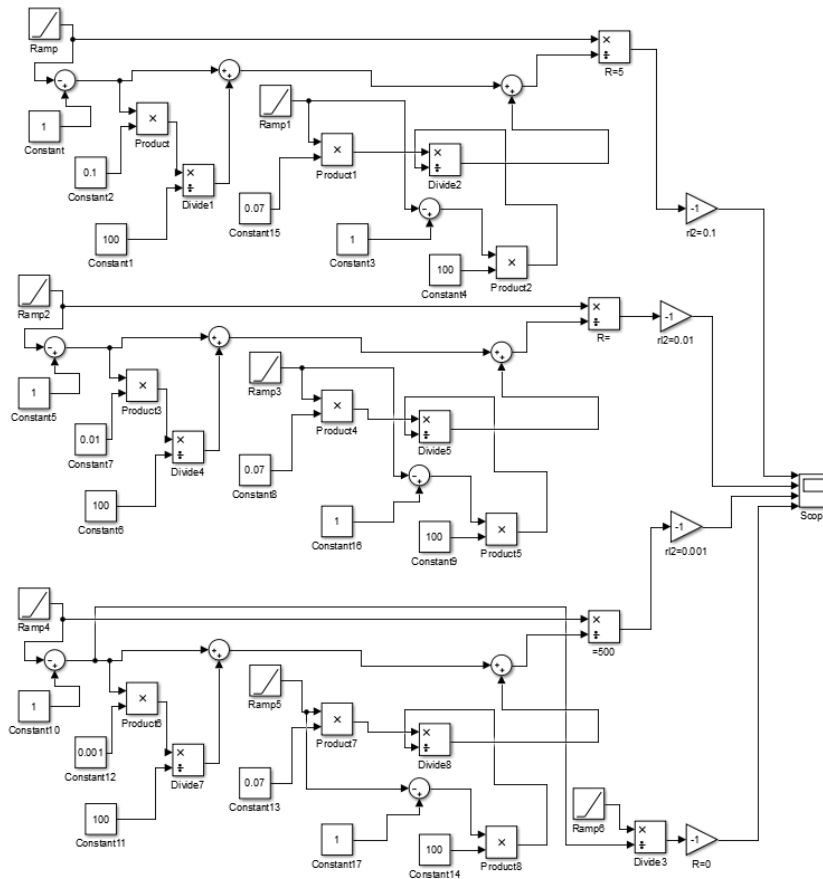 Ramp
R=5
1
Constant
Product
Ramp1
0.1
Constant2
Divide1
Product1
Divide2
0.07
Constant15
-1
rl2=0.1
100
Constant1
1
Constant3
100
Constant4
Product2
Ramp2
R=
-1
rl2=0.01
1
Constant5
Product3
Ramp3
0.01
Constant7
Divide4
Product4
Divide5
0.07
Constant8
100
Constant6
1
Constant16
100
Constant9
Product5
Scop
-1
rl2=0.001
Ramp4
=500
1
Constant10
Product6
Ramp5
0.001
Constant12
Divide7
Product7
Divide8
0.07
Constant13
100
Constant11
1
Constant17
100
Constant14
Product8
Ramp6
Divide3
-1
R=0